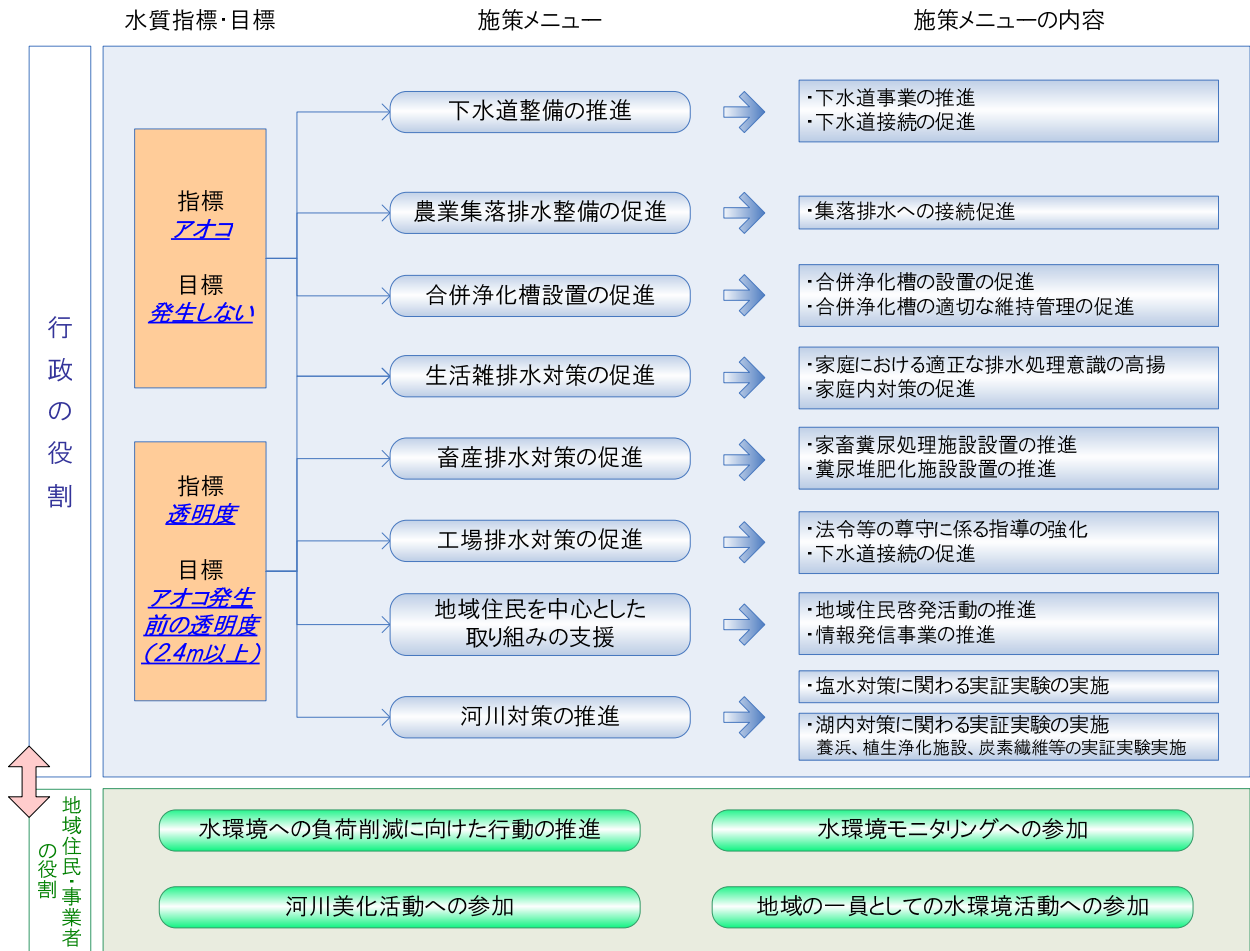 水質指標・目標
施策メニュー
施策メニューの内容
行政の役割
指標
アオコ
目標
発生しない
指標
透明度
目標
アオコ発生
前の透明度
(2.4m以上)
下水道整備の推進
・下水道事業の推進
・下水道接続の促進
農業集落排水整備の促進
・集落排水への接続促進
合併浄化槽設置の促進
・合併浄化槽の設置の促進
・合併浄化槽の適切な維持管理の促進
生活雑排水対策の促進
・家庭における適正な排水処理意識の高揚
・家庭内対策の促進
畜産排水対策の促進
・家畜糞尿処理施設設置の推進
・糞尿堆肥化施設設置の推進
工場排水対策の促進
・法令等の尊守に係る指導の強化
・下水道接続の促進
地域住民を中心とした
取り組みの支援
・地域住民啓発活動の推進
・情報発信事業の推進
河川対策の推進
・塩水対策に関わる実証実験の実施
・湖内対策に関わる実証実験の実施
養浜、植生浄化施設、炭素繊維等の実証実験実施
地域住民・事業者
の役割
水環境への負荷削減に向けた行動の推進
水環境モニタリングへの参加
河川美化活動への参加
地域の一員としての水環境活動への参加